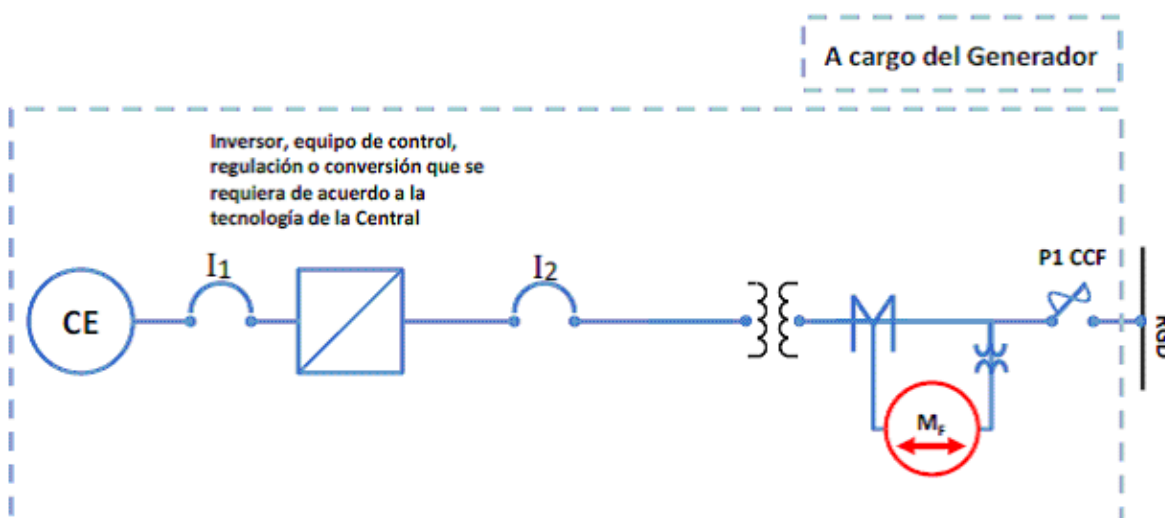 A cargo del Generador
Inversor, equipo de control,
regulación o conversión que se
requiera de acuerdo a la
tecnología de la Central
I1
I2
P1 CCF
CE
RGD
MF